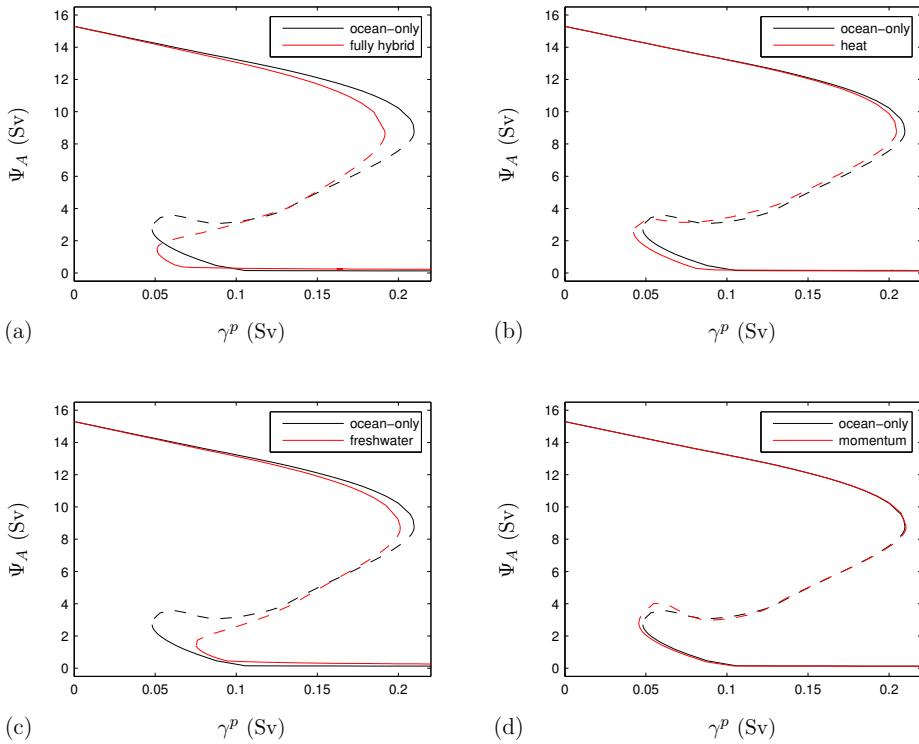 16
14
12
10
8
6
4
2
0
Ψ_A (Sv)
ocean−only
fully hybrid
0 0.05 0.1 0.15 0.2
(a) γ^p (Sv)
16
14
12
10
8
6
4
2
0
Ψ_A (Sv)
ocean−only
heat
0 0.05 0.1 0.15 0.2
(b) γ^p (Sv)
16
14
12
10
8
6
4
2
0
Ψ_A (Sv)
ocean−only
freshwater
0 0.05 0.1 0.15 0.2
(c) γ^p (Sv)
16
14
12
10
8
6
4
2
0
Ψ_A (Sv)
ocean−only
momentum
0 0.05 0.1 0.15 0.2
(d) γ^p (Sv)